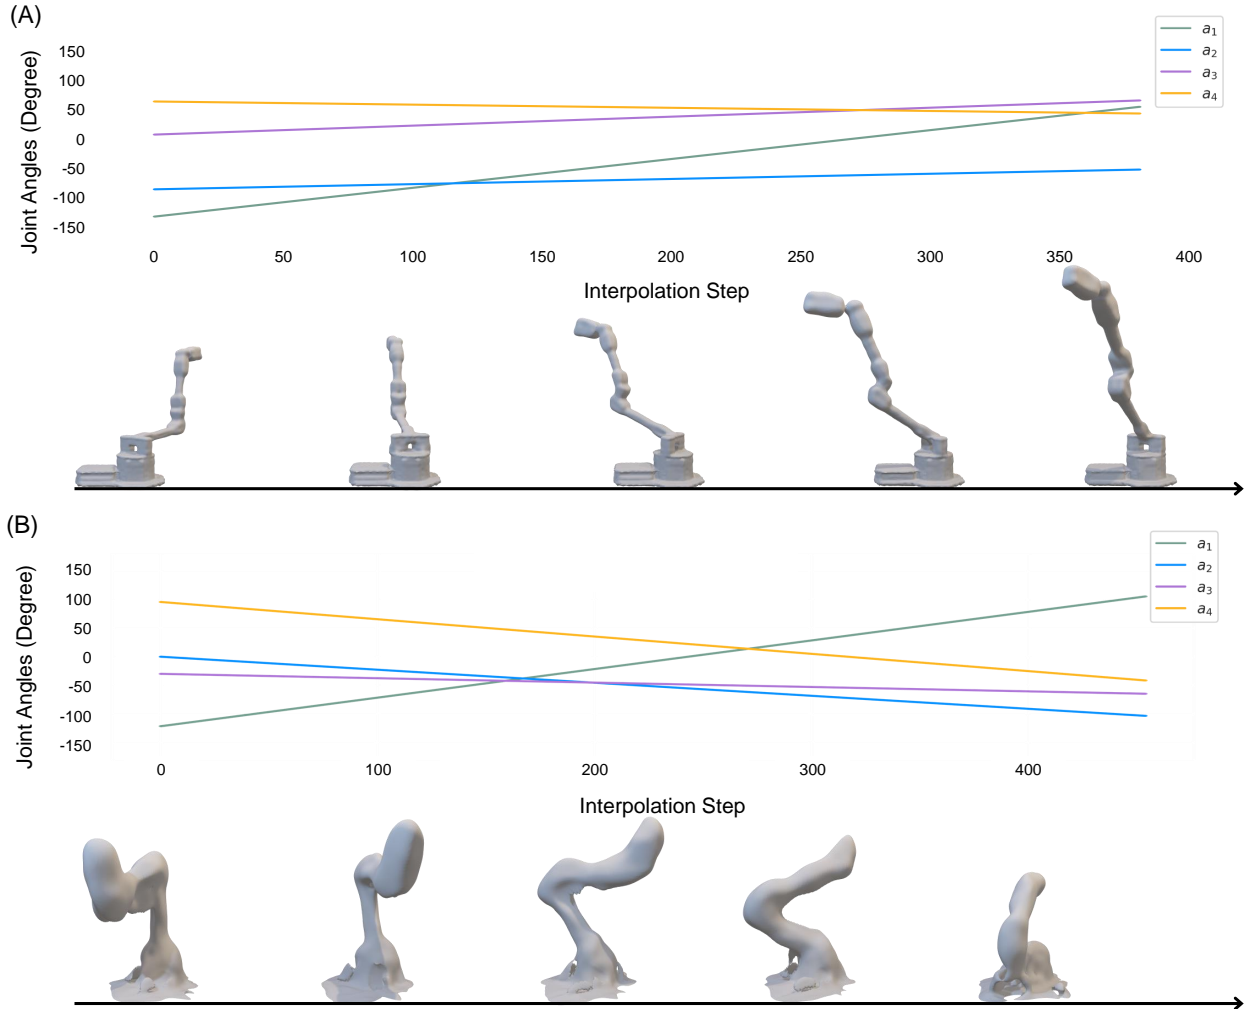 (A)
a1
a2
a3
a4
150
100
50
0
-50
-100
-150
Joint Angles (Degree)
0 50 100 150 200 250 300 350 400
Interpolation Step
(B)
a1
a2
a3
a4
150
100
50
0
-50
-100
-150
Joint Angles (Degree)
0 100 200 300 400
Interpolation Step